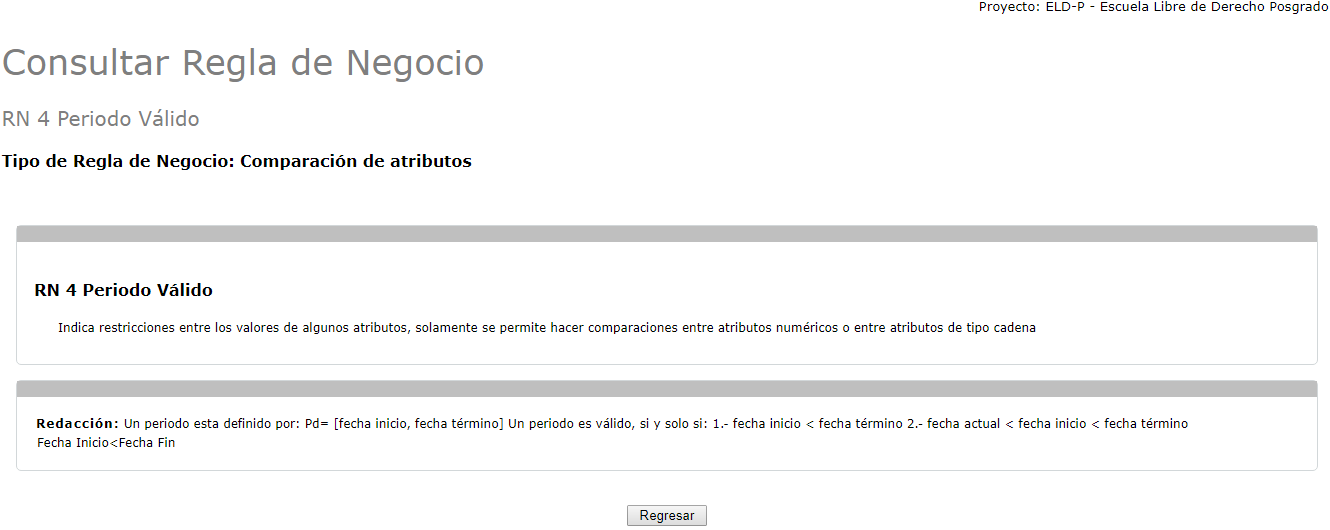 Proyecto: ELD-P - Escuela Libre de Derecho Posgrado
Consultar Regla de Negocio
RN 4 Periodo Válido
Tipo de Regla de Negocio: Comparación de atributos
RN 4 Periodo Válido
Indica restricciones entre los valores de algunos atributos, solamente se permite hacer comparaciones entre atributos numéricos o entre atributos de tipo cadena
Redacción: Un periodo esta definido por: Pd= [fecha inicio, fecha término] Un periodo es válido, si y solo si: 1.- fecha inicio < fecha término 2.- fecha actual < fecha inicio < fecha término
Fecha Inicio<Fecha Fin
Regresar